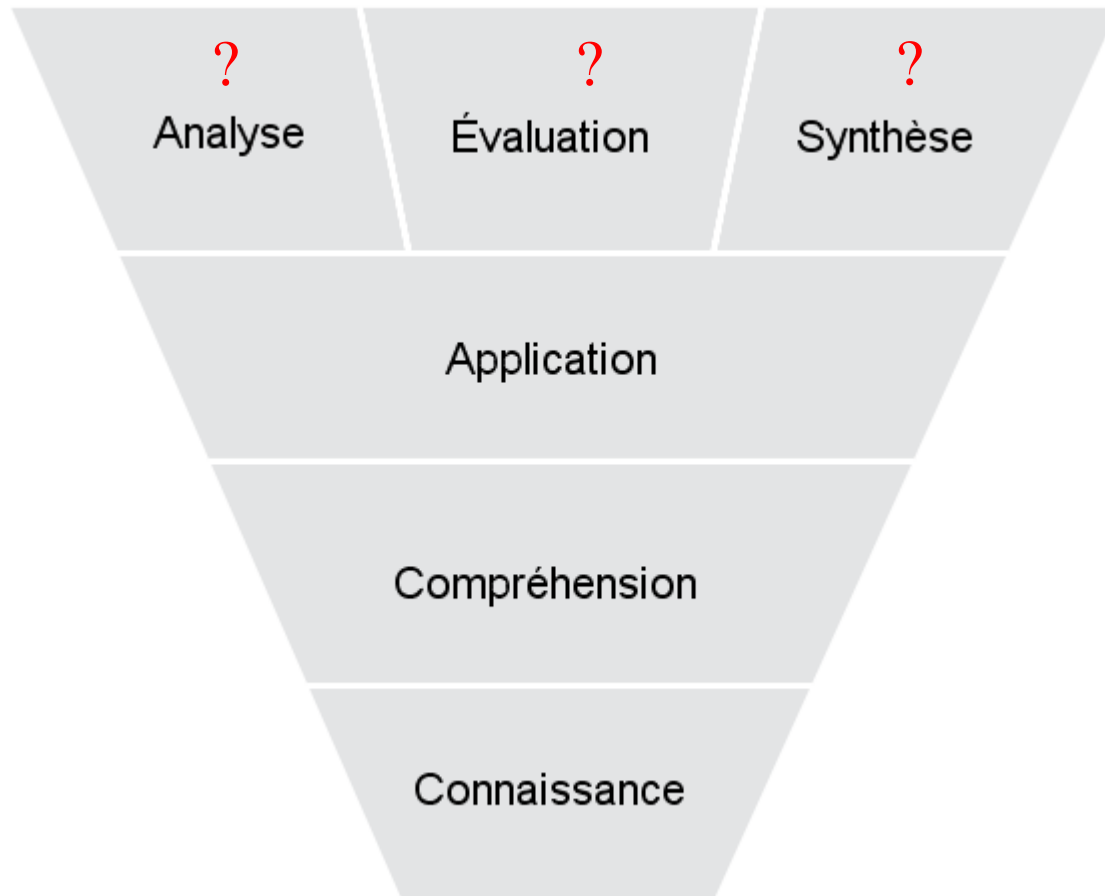 ? ? ?
Analyse Évaluation Synthèse
Application
Compréhension
Connaissance